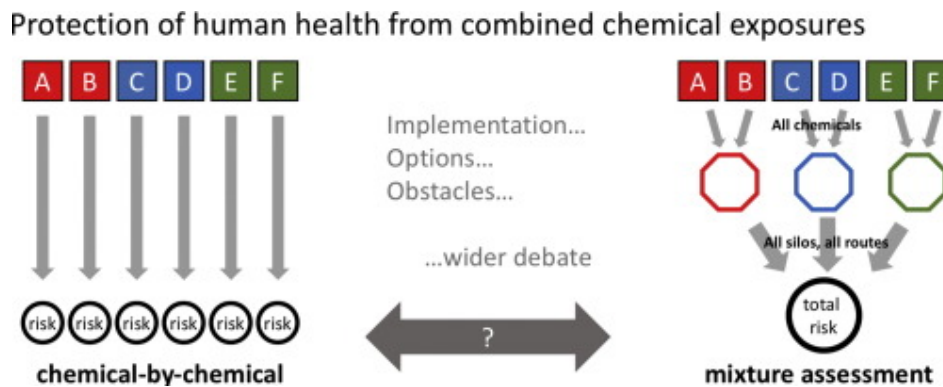 Protection of human health from combined chemical exposures
A B C D E F
A B C D E F
All chemicals
Implementation...
Options...
Obstacles...
All silos, all routes
...wider debate
risk risk risk risk risk risk
total
risk
?
chemical-by-chemical
mixture assessment